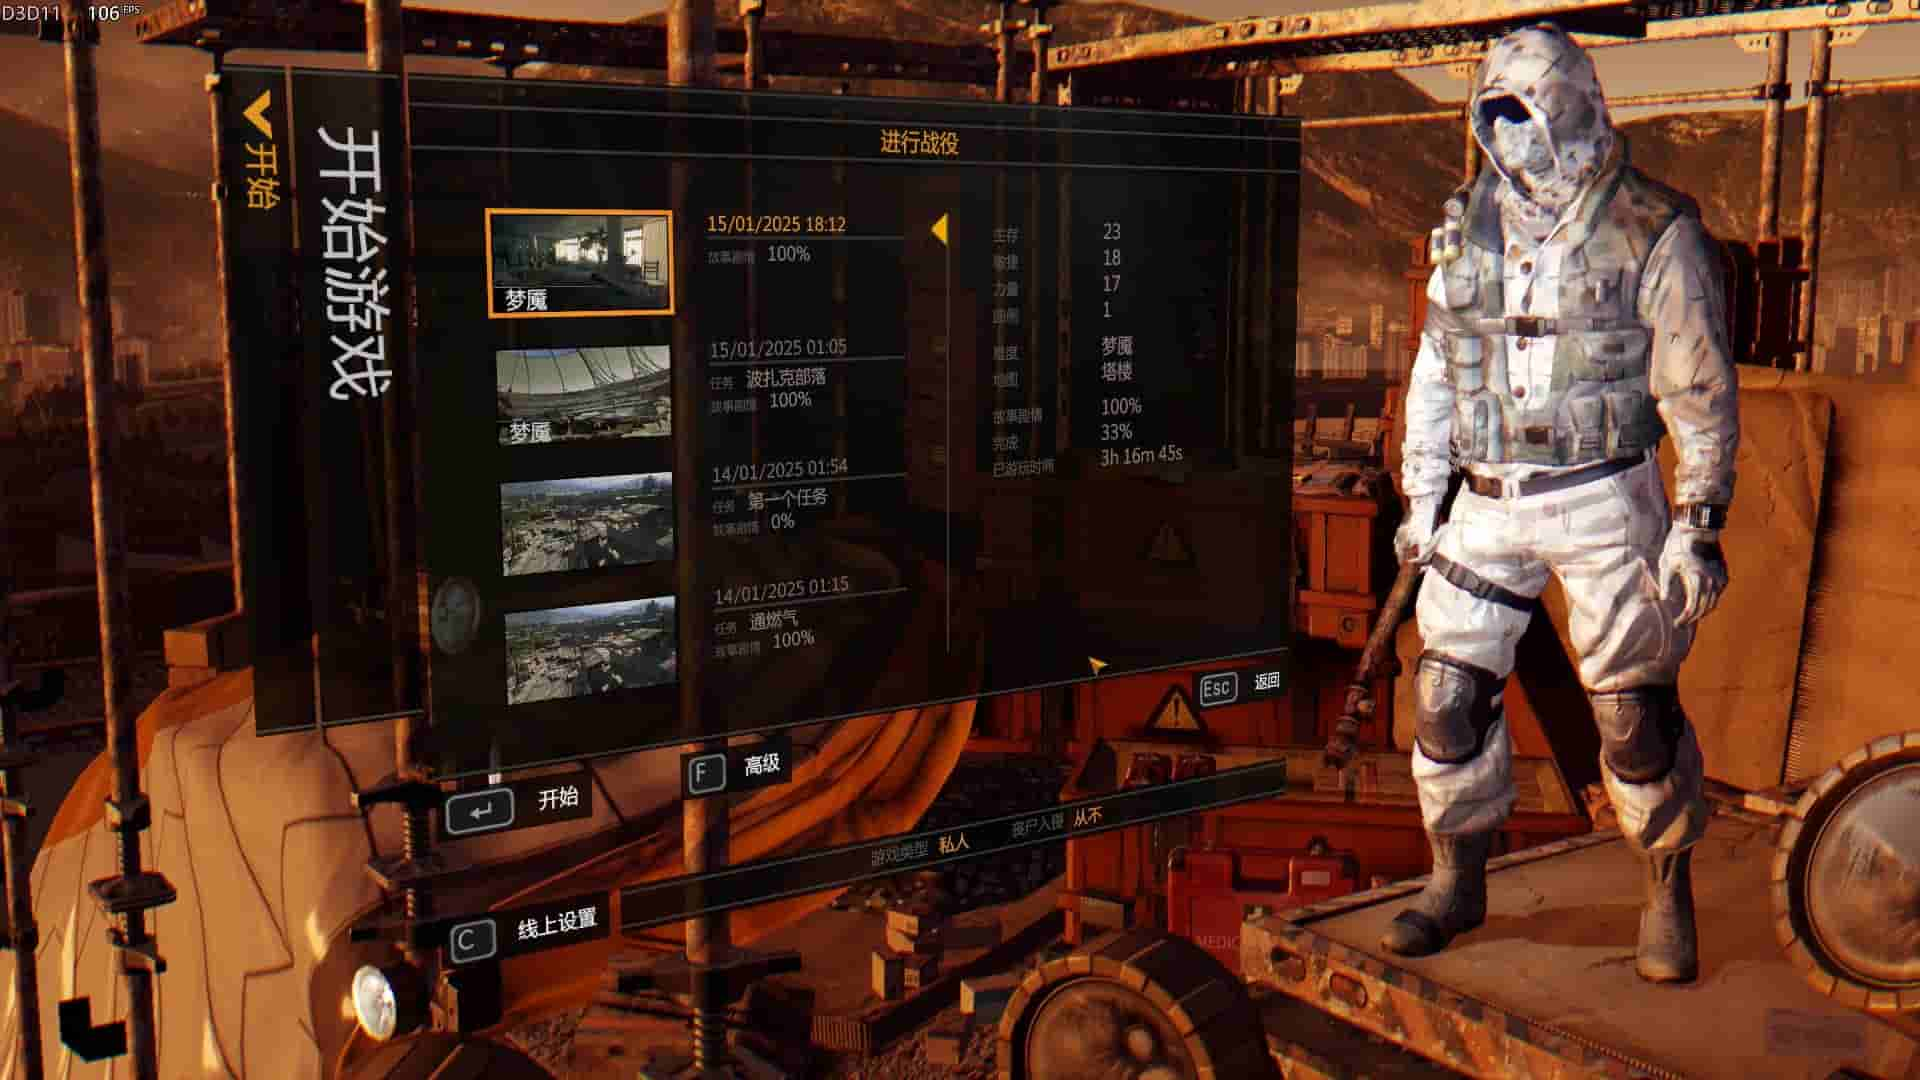 D3D11 106 FPS
开始
开始游戏
进行战役
梦魇
15/01/2025 18:12
故事剧情 100%
梦魇
15/01/2025 01:05
任务 波扎克部落
故事剧情 100%
14/01/2025 01:54
任务 第一个任务
故事剧情 0%
14/01/2025 01:15
任务 通燃气
故事剧情 100%
生存 23
敏捷 18
力量 17
1
难度 梦魇
地图 塔楼
故事剧情 100%
完成 33%
已游玩时间 3h 16m 45s
Esc 返回
开始
F 高级
游戏类型 私人 丧尸入侵 从不
C 线上设置
MEDIC